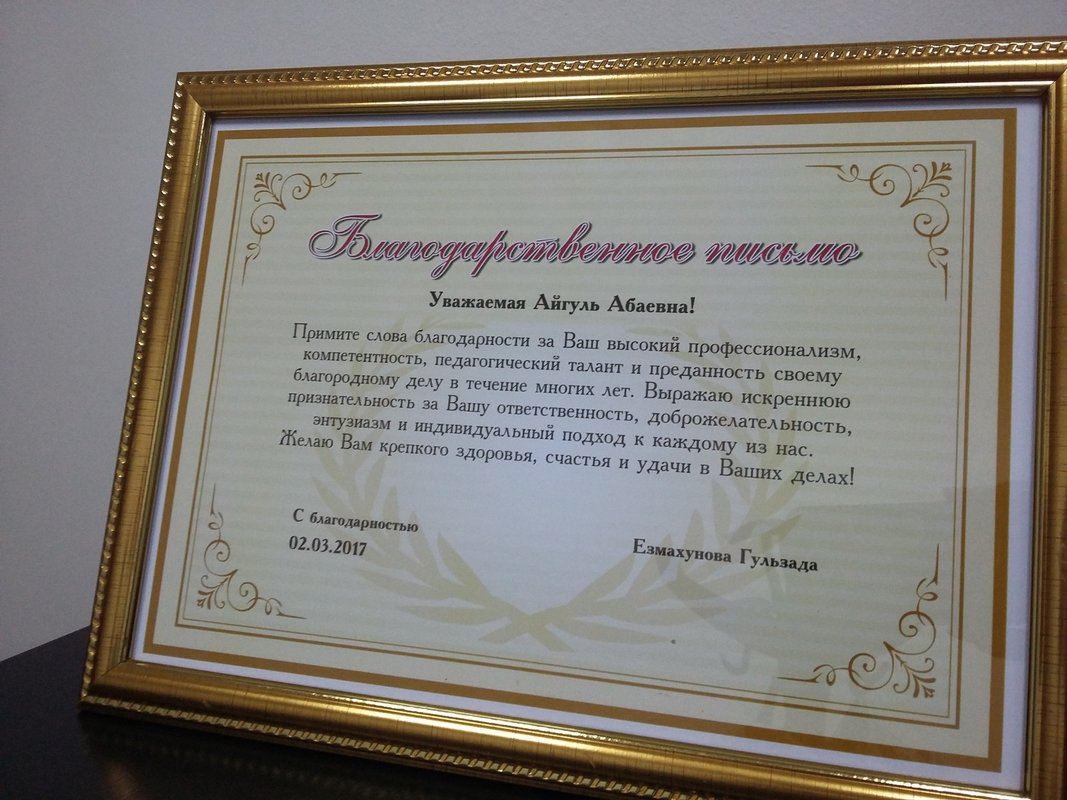 Благодарственное письмо
Уважаемая Айгуль Абаевна!
Примите слова благодарности за Ваш высокий профессионализм,
компетентность, педагогический талант и преданность своему
благородному делу в течение многих лет. Выражаю искреннюю
признательность за Вашу ответственность, доброжелательность,
энтузиазм и индивидуальный подход к каждому из нас.
Желаю Вам крепкого здоровья, счастья и удачи в Ваших делах!
С благодарностью
02.03.2017
Езмахунова Гульзада